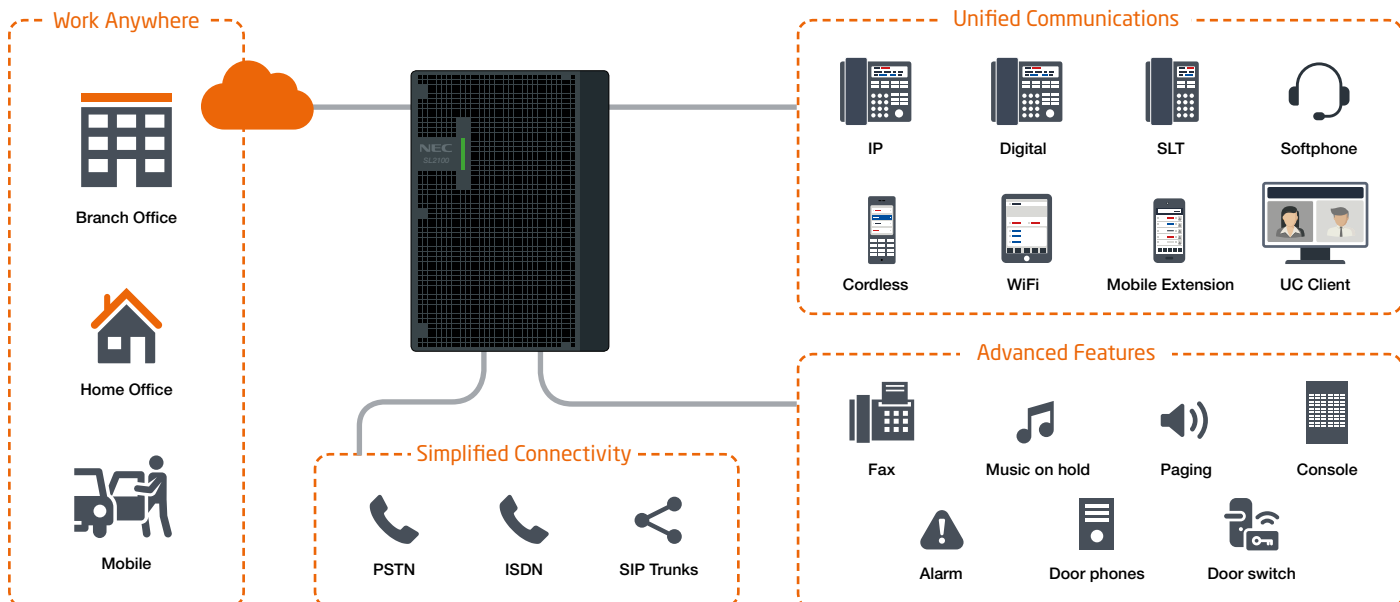 Work Anywhere
Branch Office
Home Office
Mobile
NEC
SL2100
Simplified Connectivity
PSTN
ISDN
SIP Trunks
Unified Communications
IP
Digital
SLT
Softphone
Cordless
WiFi
Mobile Extension
UC Client
Advanced Features
Fax
Music on hold
Paging
Console
Alarm
Door phones
Door switch